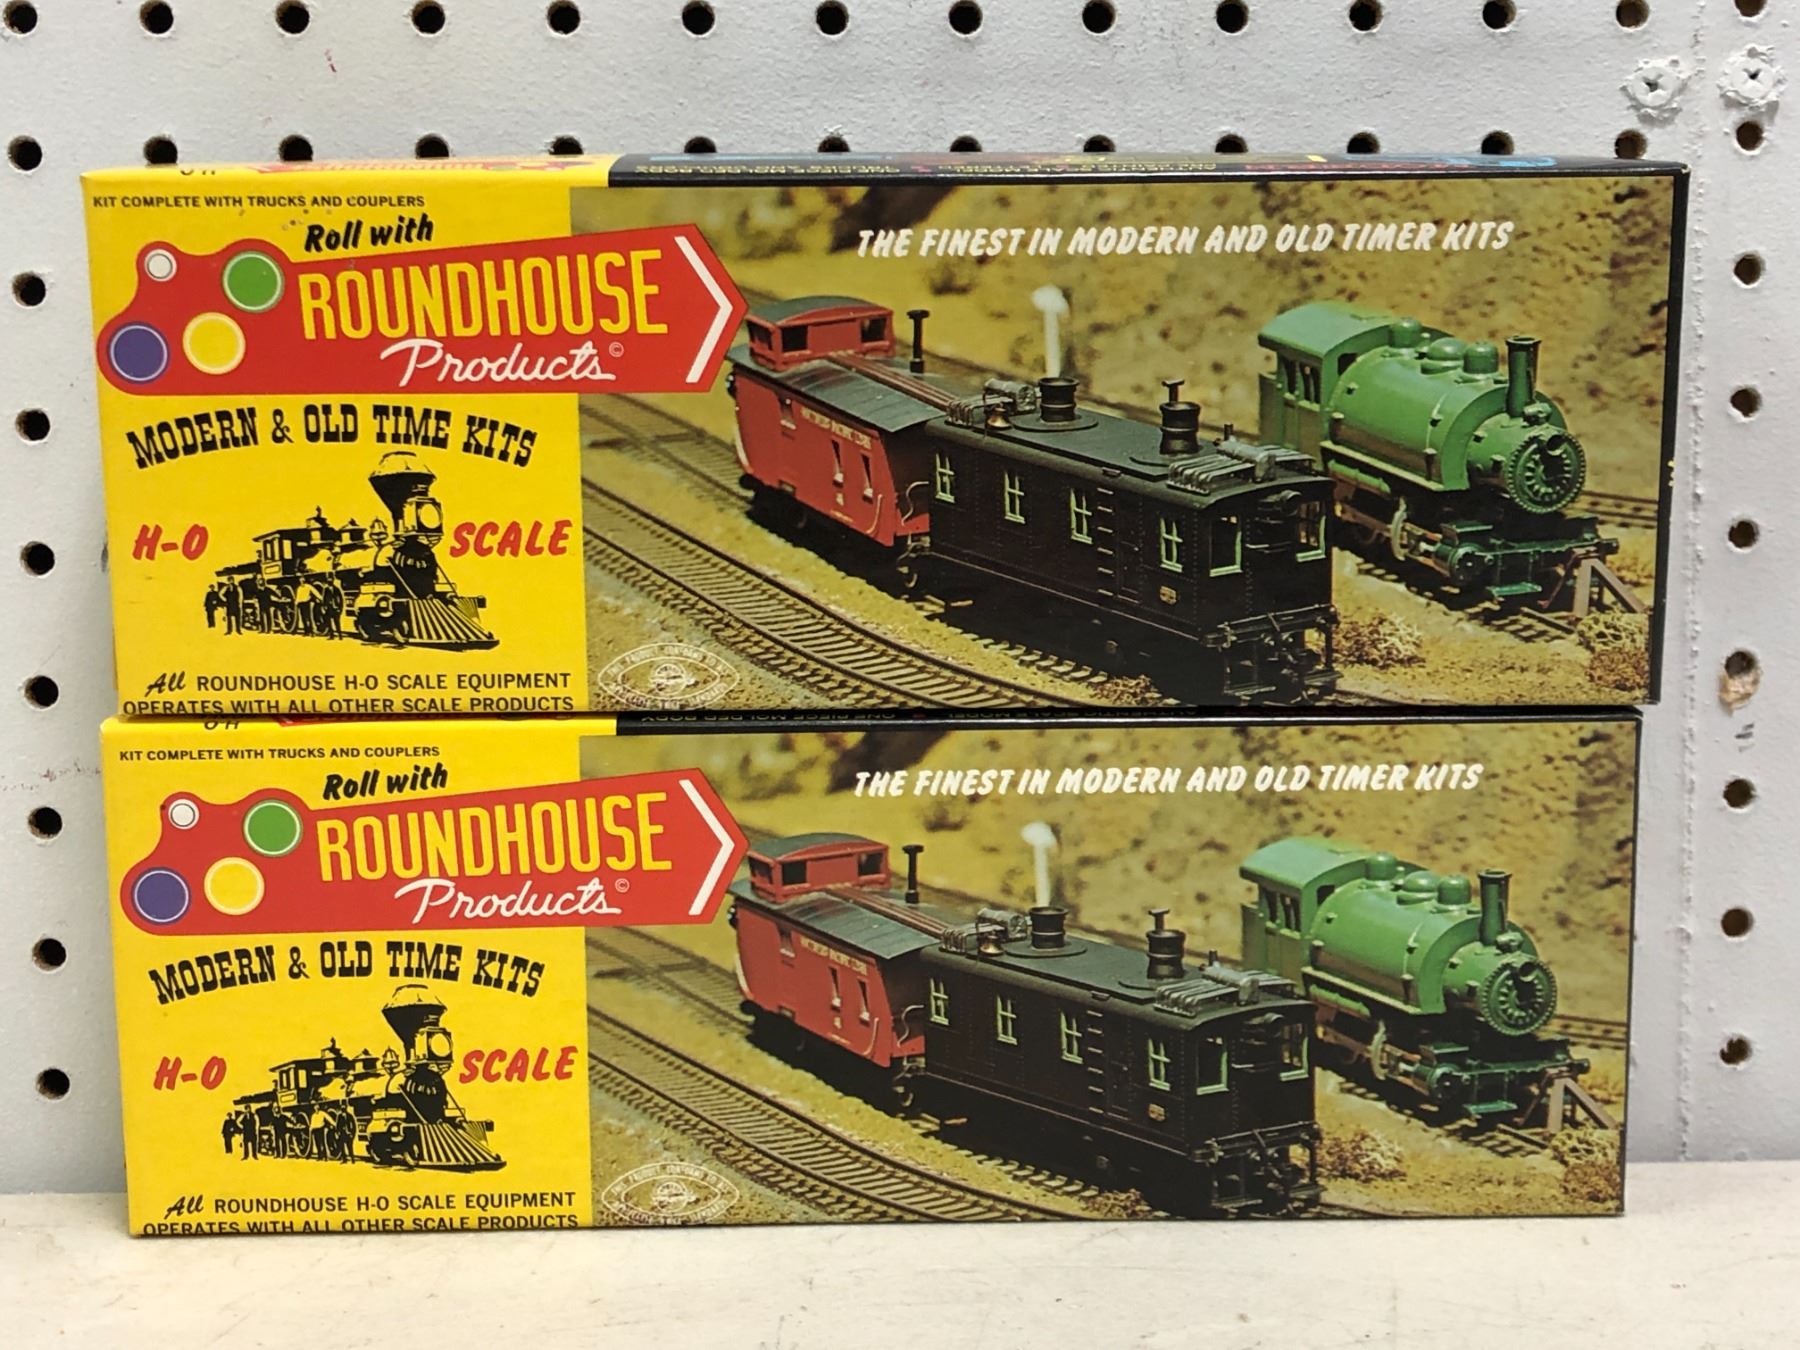 KIT COMPLETE WITH TRUCKS AND COUPLERS
Roll with
ROUNDHOUSE
Products ©
MODERN & OLD TIME KITS
H-O SCALE
All ROUNDHOUSE H-O SCALE EQUIPMENT
OPERATES WITH ALL OTHER SCALE PRODUCTS
THE FINEST IN MODERN AND OLD TIMER KITS
KIT COMPLETE WITH TRUCKS AND COUPLERS
Roll with
ROUNDHOUSE
Products ©
MODERN & OLD TIME KITS
H-O SCALE
All ROUNDHOUSE H-O SCALE EQUIPMENT
OPERATES WITH ALL OTHER SCALE PRODUCTS
THE FINEST IN MODERN AND OLD TIMER KITS